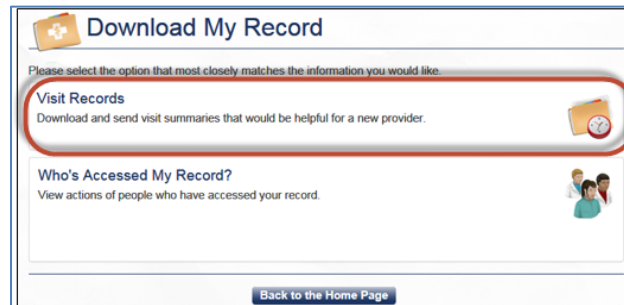 Download My Record
Please select the option that most closely matches the information you would like.
Visit Records
Download and send visit summaries that would be helpful for a new provider.
Who's Accessed My Record?
View actions of people who have accessed your record.
Back to the Home Page